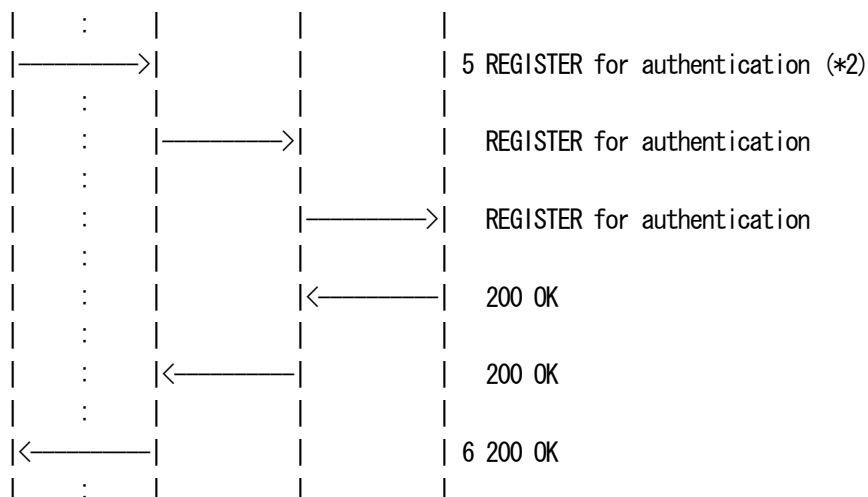 5 REGISTER for authentication (*2)
REGISTER for authentication
REGISTER for authentication
200 OK
200 OK
6 200 OK